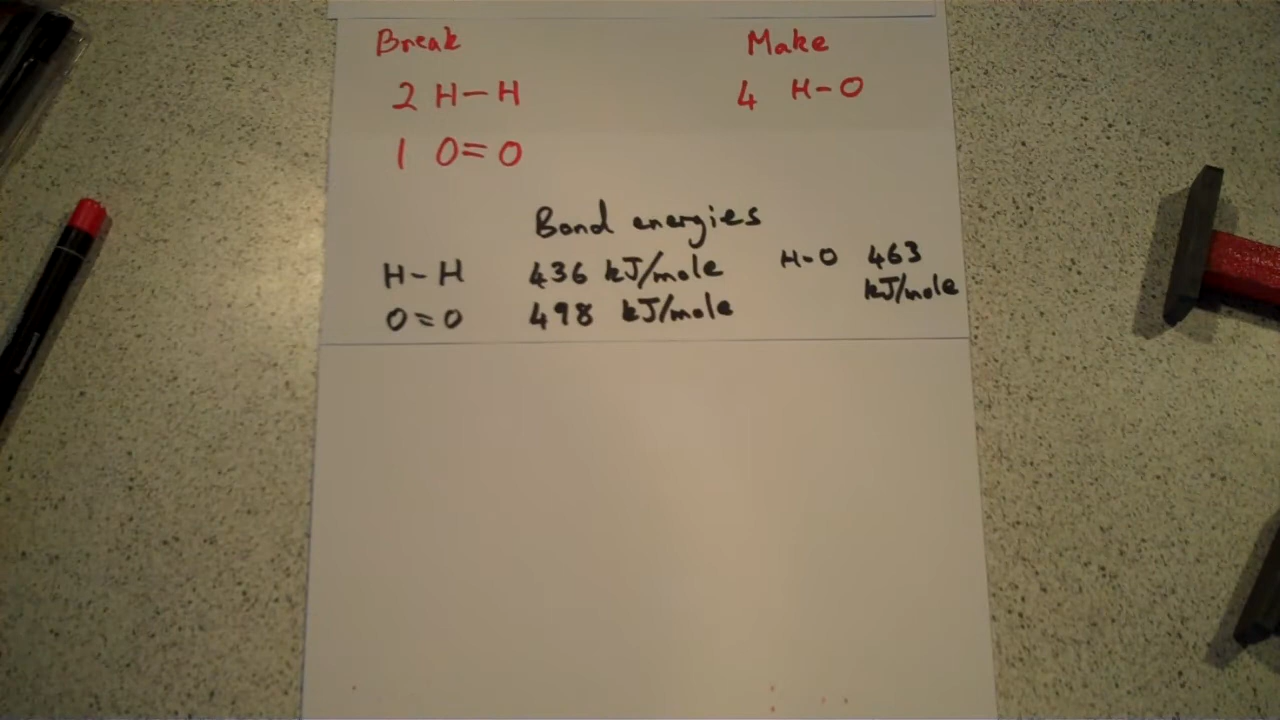 Break
2 H-H
1 O=O
Make
4 H-O
Bond energies
H-H 436 kJ/mole
O=O 498 kJ/mole
H-O 463
kJ/mole